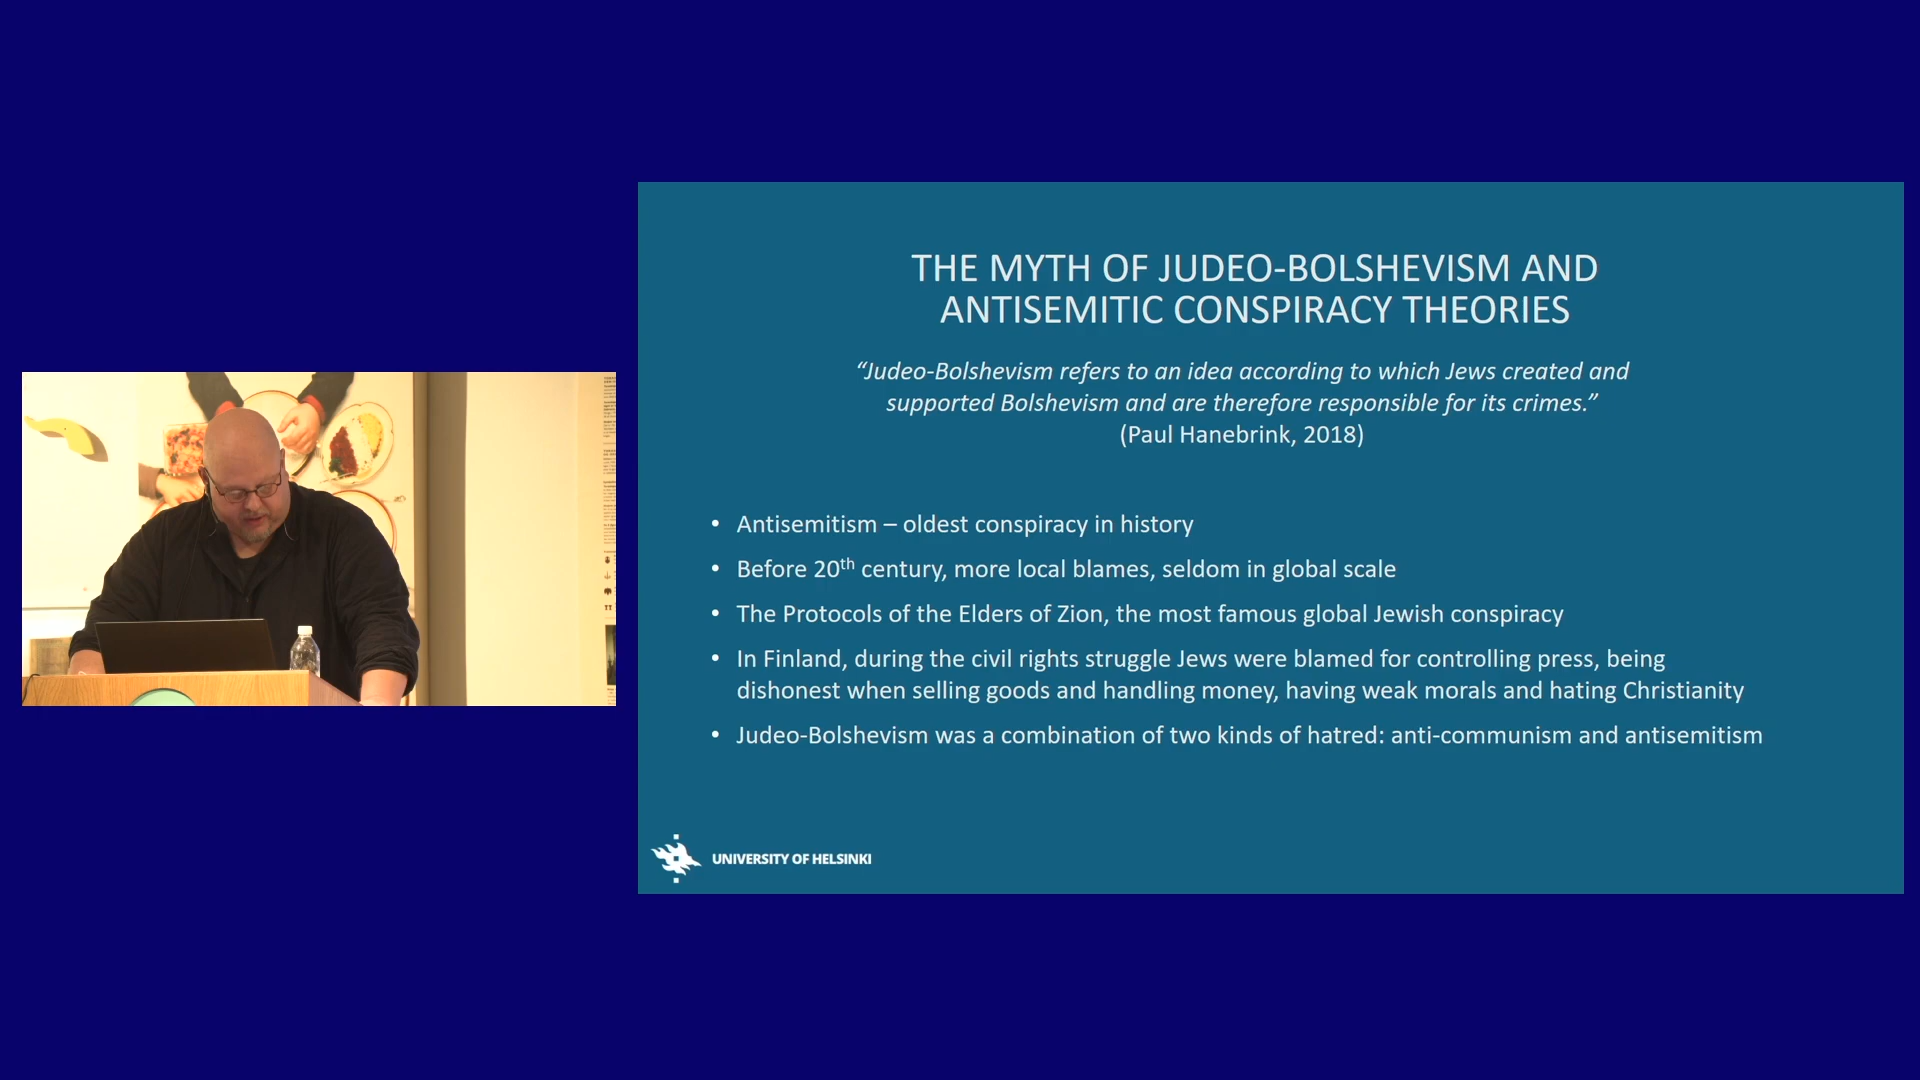 THE MYTH OF JUDEO-BOLSHEVISM AND
ANTISEMITIC CONSPIRACY THEORIES
“Judeo-Bolshevism refers to an idea according to which Jews created and
supported Bolshevism and are therefore responsible for its crimes.”
(Paul Hanebrink, 2018)
• Antisemitism – oldest conspiracy in history
• Before 20th century, more local blames, seldom in global scale
• The Protocols of the Elders of Zion, the most famous global Jewish conspiracy
• In Finland, during the civil rights struggle Jews were blamed for controlling press, being
dishonest when selling goods and handling money, having weak morals and hating Christianity
• Judeo-Bolshevism was a combination of two kinds of hatred: anti-communism and antisemitism
UNIVERSITY OF HELSINKI